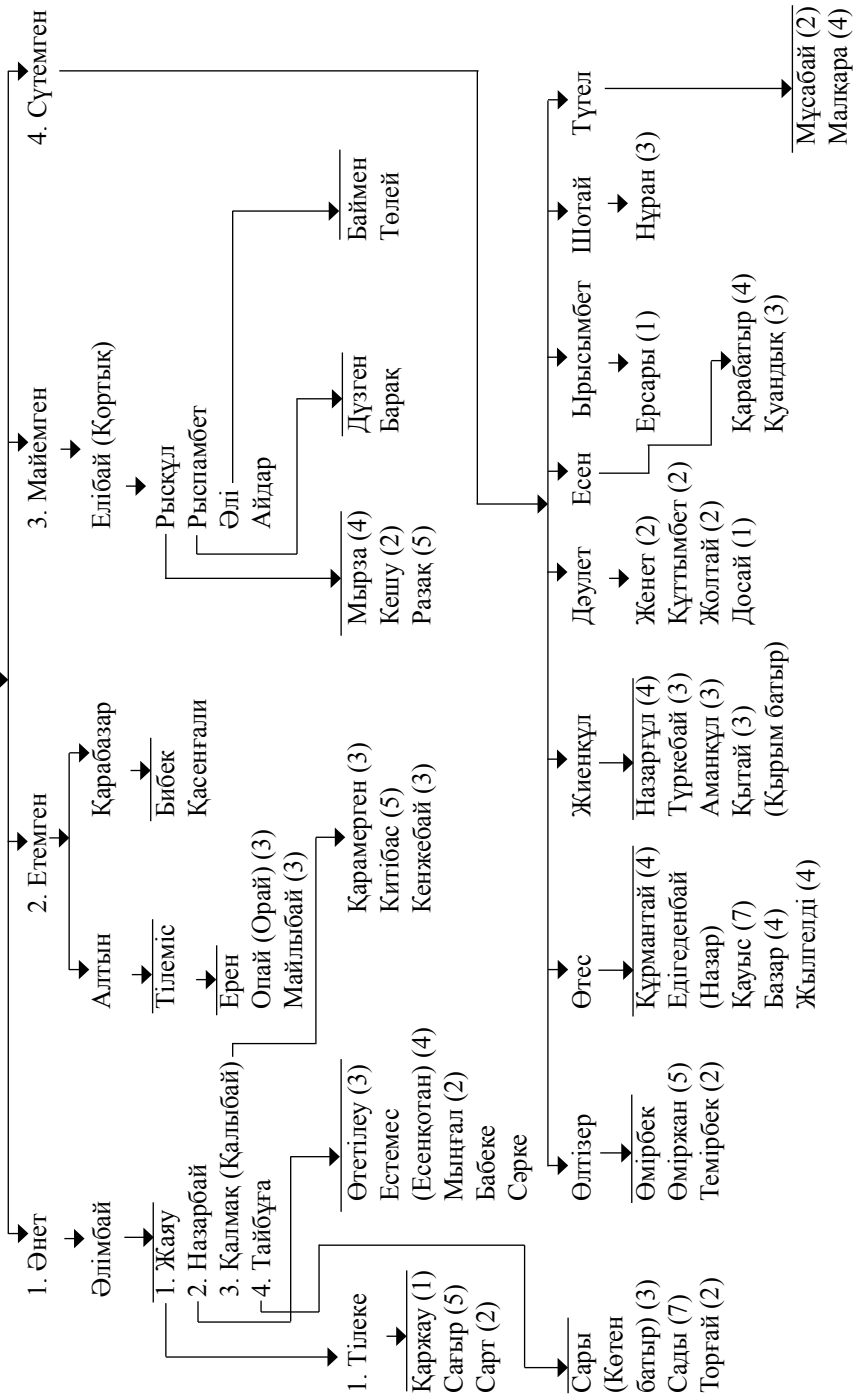 1. Әнет
Әлімбай
1. Жаяу
2. Назарбай
3. Қалмақ (Қалыбай)
4. Тайбұға
1. Тілеке
Қаржау (1)
Сағыр (5)
Сарт (2)
Сары
(Көтен
батыр) (3)
Сады (7)
Торғай (2)
Өтетілеу (3)
Естемес
(Есенқотан) (4)
Мыңғал (2)
Бабеке
Сәрке
Қарамерген (3)
Китібас (5)
Кенжебай (3)
2. Етемген
Алтын
Тілеміс
Ерен
Опай (Орай) (3)
Майлыбай (3)
Қарабазар
Бибек
Қасенғали
3. Майемген
Елібай (Қортық)
Рысқұл
Рыспамбет
Әлі
Айдар
Мырза (4)
Кешу (2)
Разақ (5)
Дүзген
Барақ
Баймен
Төлей
4. Сүтемген
Өлтізер
Өмірбек
Өміржан (5)
Темірбек (2)
Өтес
Құрмантай (4)
Едігеденбай
(Назар)
Қауыс (7)
Базар (4)
Жылгелді (4)
Жиенқұл
Назарғұл (4)
Түркебай (3)
Аманқұл (3)
Қытай (3)
(Қырым батыр)
Дәулет
Женет (2)
Құттымбет (2)
Жолтай (2)
Досай (1)
Есен
Қарабатыр (4)
Қуандық (3)
Ырысымбет
Ерсары (1)
Шотай
Нұран (3)
Түгел
Мұсабай (2)
Малқара (4)